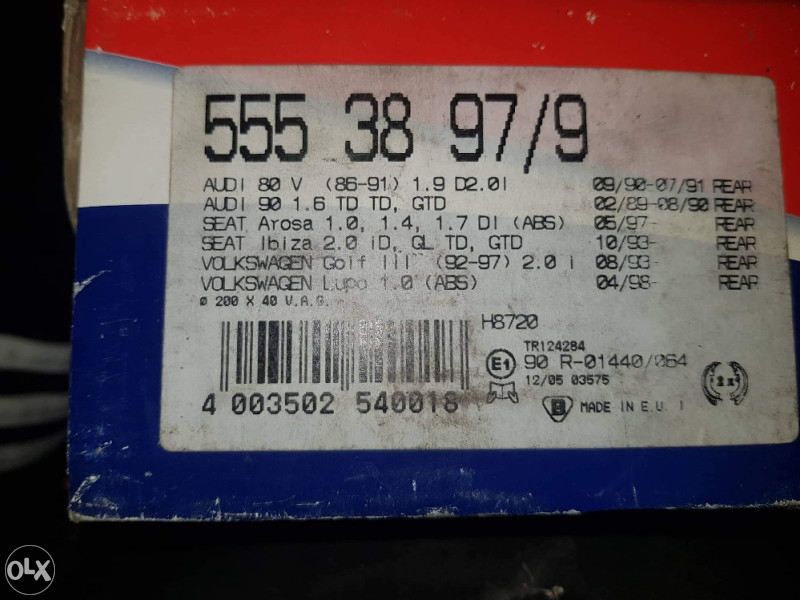 555 38 97/9
AUDI 80 V (86-91) 1.9 D2.0I 09/90-07/91 REAR
AUDI 90 1.6 TD TD, GTD 02/89-08/90 REAR
SEAT Arosa 1.0, 1.4, 1.7 DI (ABS) 05/97- REAR
SEAT Ibiza 2.0 iD, GL TD, GTD 10/93- REAR
VOLKSWAGEN Golf III (92-97) 2.0 i 08/93- REAR
VOLKSWAGEN Lupo 1.0 (ABS) 04/98- REAR
ø 200 X 40 V.A.G.
H8720
TR124284
E1 90 R-01440/064
12/05 03575
2x
B MADE IN E.U.
4 003502 540018
OLX